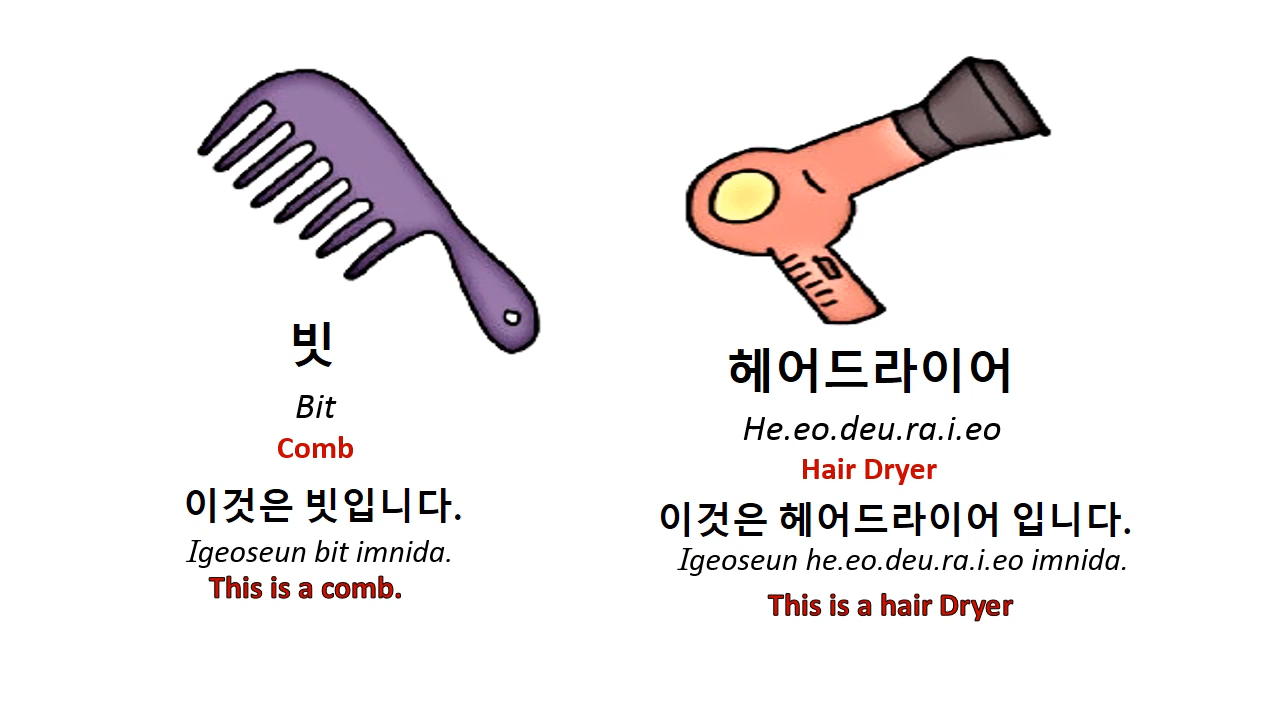 빗
Bit
Comb
이것은 빗입니다.
Igeoseun bit imnida.
This is a comb.
헤어드라이어
He.eo.deu.ra.i.eo
Hair Dryer
이것은 헤어드라이어 입니다.
Igeoseun he.eo.deu.ra.i.eo imnida.
This is a hair Dryer